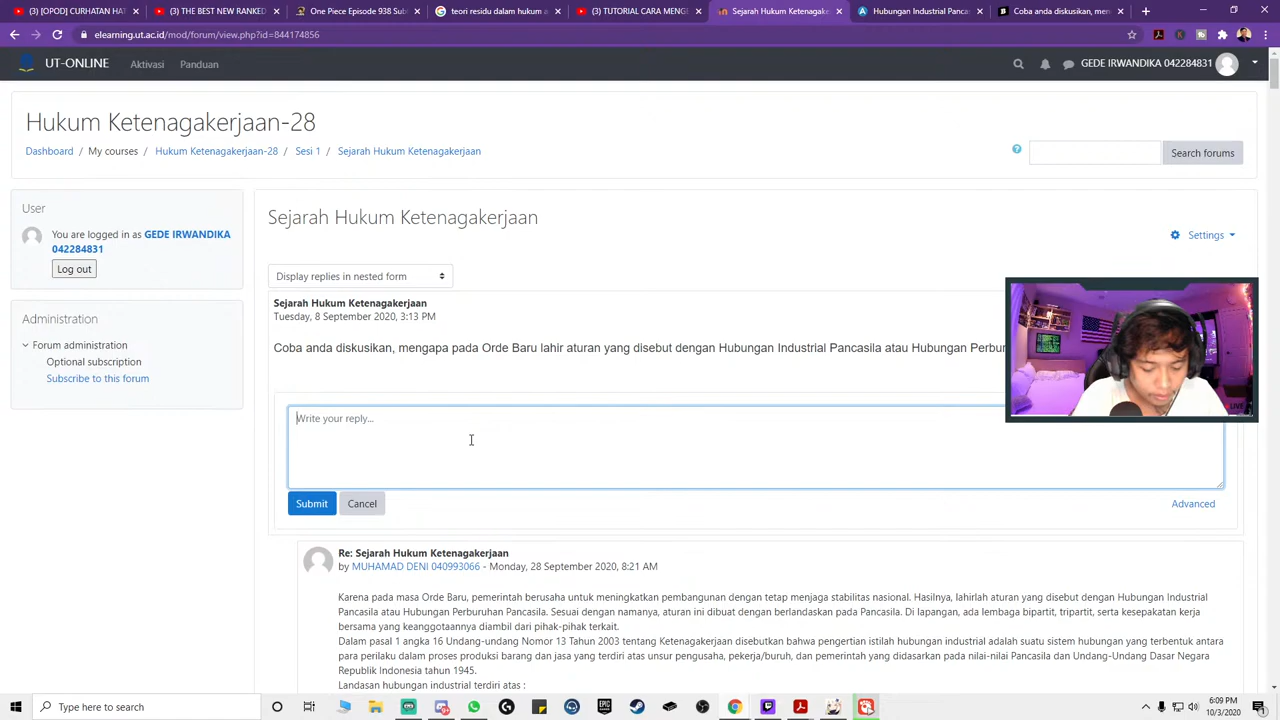 (3) [OPOD] CURHATAN HAT
(3) THE BEST NEW RANKED
One Piece Episode 938 Sub
teori residu dalam hukum a
(3) TUTORIAL CARA MENGE
Sejarah Hukum Ketenagakerjaan
Hubungan Industrial Pancas
Coba anda diskusikan, men
elearning.ut.ac.id/mod/forum/view.php?id=844174856
UT-ONLINE
Aktivasi
Panduan
GEDE IRWANDIKA 042284831
Hukum Ketenagakerjaan-28
Dashboard / My courses / Hukum Ketenagakerjaan-28 / Sesi 1 / Sejarah Hukum Ketenagakerjaan
Search forums
User
You are logged in as GEDE IRWANDIKA
042284831
Log out
Administration
Forum administration
Optional subscription
Subscribe to this forum
Sejarah Hukum Ketenagakerjaan
Settings
Display replies in nested form
Sejarah Hukum Ketenagakerjaan
Tuesday, 8 September 2020, 3:13 PM
Coba anda diskusikan, mengapa pada Orde Baru lahir aturan yang disebut dengan Hubungan Industrial Pancasila atau Hubungan Perbur
LIVE
Write your reply...
Submit
Cancel
Advanced
Re: Sejarah Hukum Ketenagakerjaan
by MUHAMAD DENI 040993066 - Monday, 28 September 2020, 8:21 AM
Karena pada masa Orde Baru, pemerintah berusaha untuk meningkatkan pembangunan dengan tetap menjaga stabilitas nasional. Hasilnya, lahirlah aturan yang disebut dengan Hubungan Industrial
Pancasila atau Hubungan Perburuhan Pancasila. Sesuai dengan namanya, aturan ini dibuat dengan berlandaskan pada Pancasila. Di lapangan, ada lembaga bipartit, tripartit, serta kesepakatan kerja
bersama yang keanggotaannya diambil dari pihak-pihak terkait.
Dalam pasal 1 angka 16 Undang-undang Nomor 13 Tahun 2003 tentang Ketenagakerjaan disebutkan bahwa pengertian istilah hubungan industrial adalah suatu sistem hubungan yang terbentuk antara
para perilaku dalam proses produksi barang dan jasa yang terdiri atas unsur pengusaha, pekerja/buruh, dan pemerintah yang didasarkan pada nilai-nilai Pancasila dan Undang-Undang Dasar Negara
Republik Indonesia tahun 1945.
Landasan hubungan industrial terdiri atas :
Type here to search
EPIC
GAMES
6:09 PM
10/3/2020